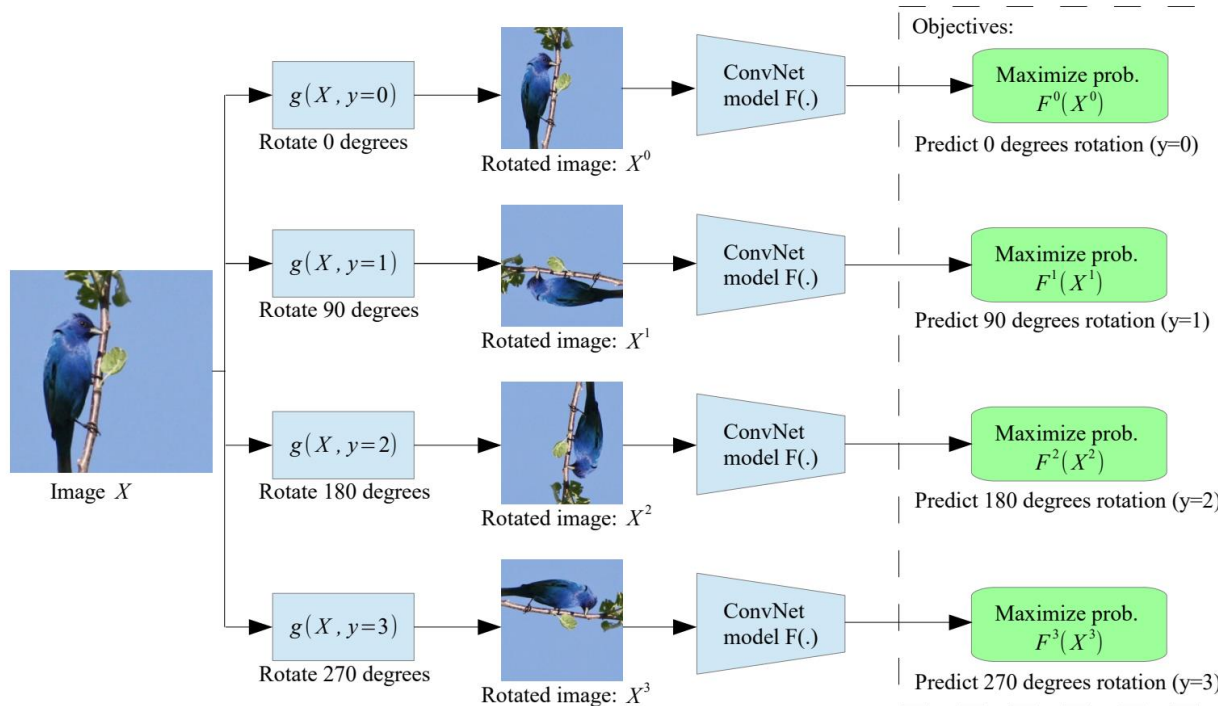 Objectives:
g(X, y=0)
Rotate 0 degrees
Rotated image: X⁰
ConvNet
model F(.)
Maximize prob.
F⁰(X⁰)
Predict 0 degrees rotation (y=0)
g(X, y=1)
Rotate 90 degrees
Rotated image: X¹
ConvNet
model F(.)
Maximize prob.
F¹(X¹)
Predict 90 degrees rotation (y=1)
Image X
g(X, y=2)
Rotate 180 degrees
Rotated image: X²
ConvNet
model F(.)
Maximize prob.
F²(X²)
Predict 180 degrees rotation (y=2)
g(X, y=3)
Rotate 270 degrees
Rotated image: X³
ConvNet
model F(.)
Maximize prob.
F³(X³)
Predict 270 degrees rotation (y=3)